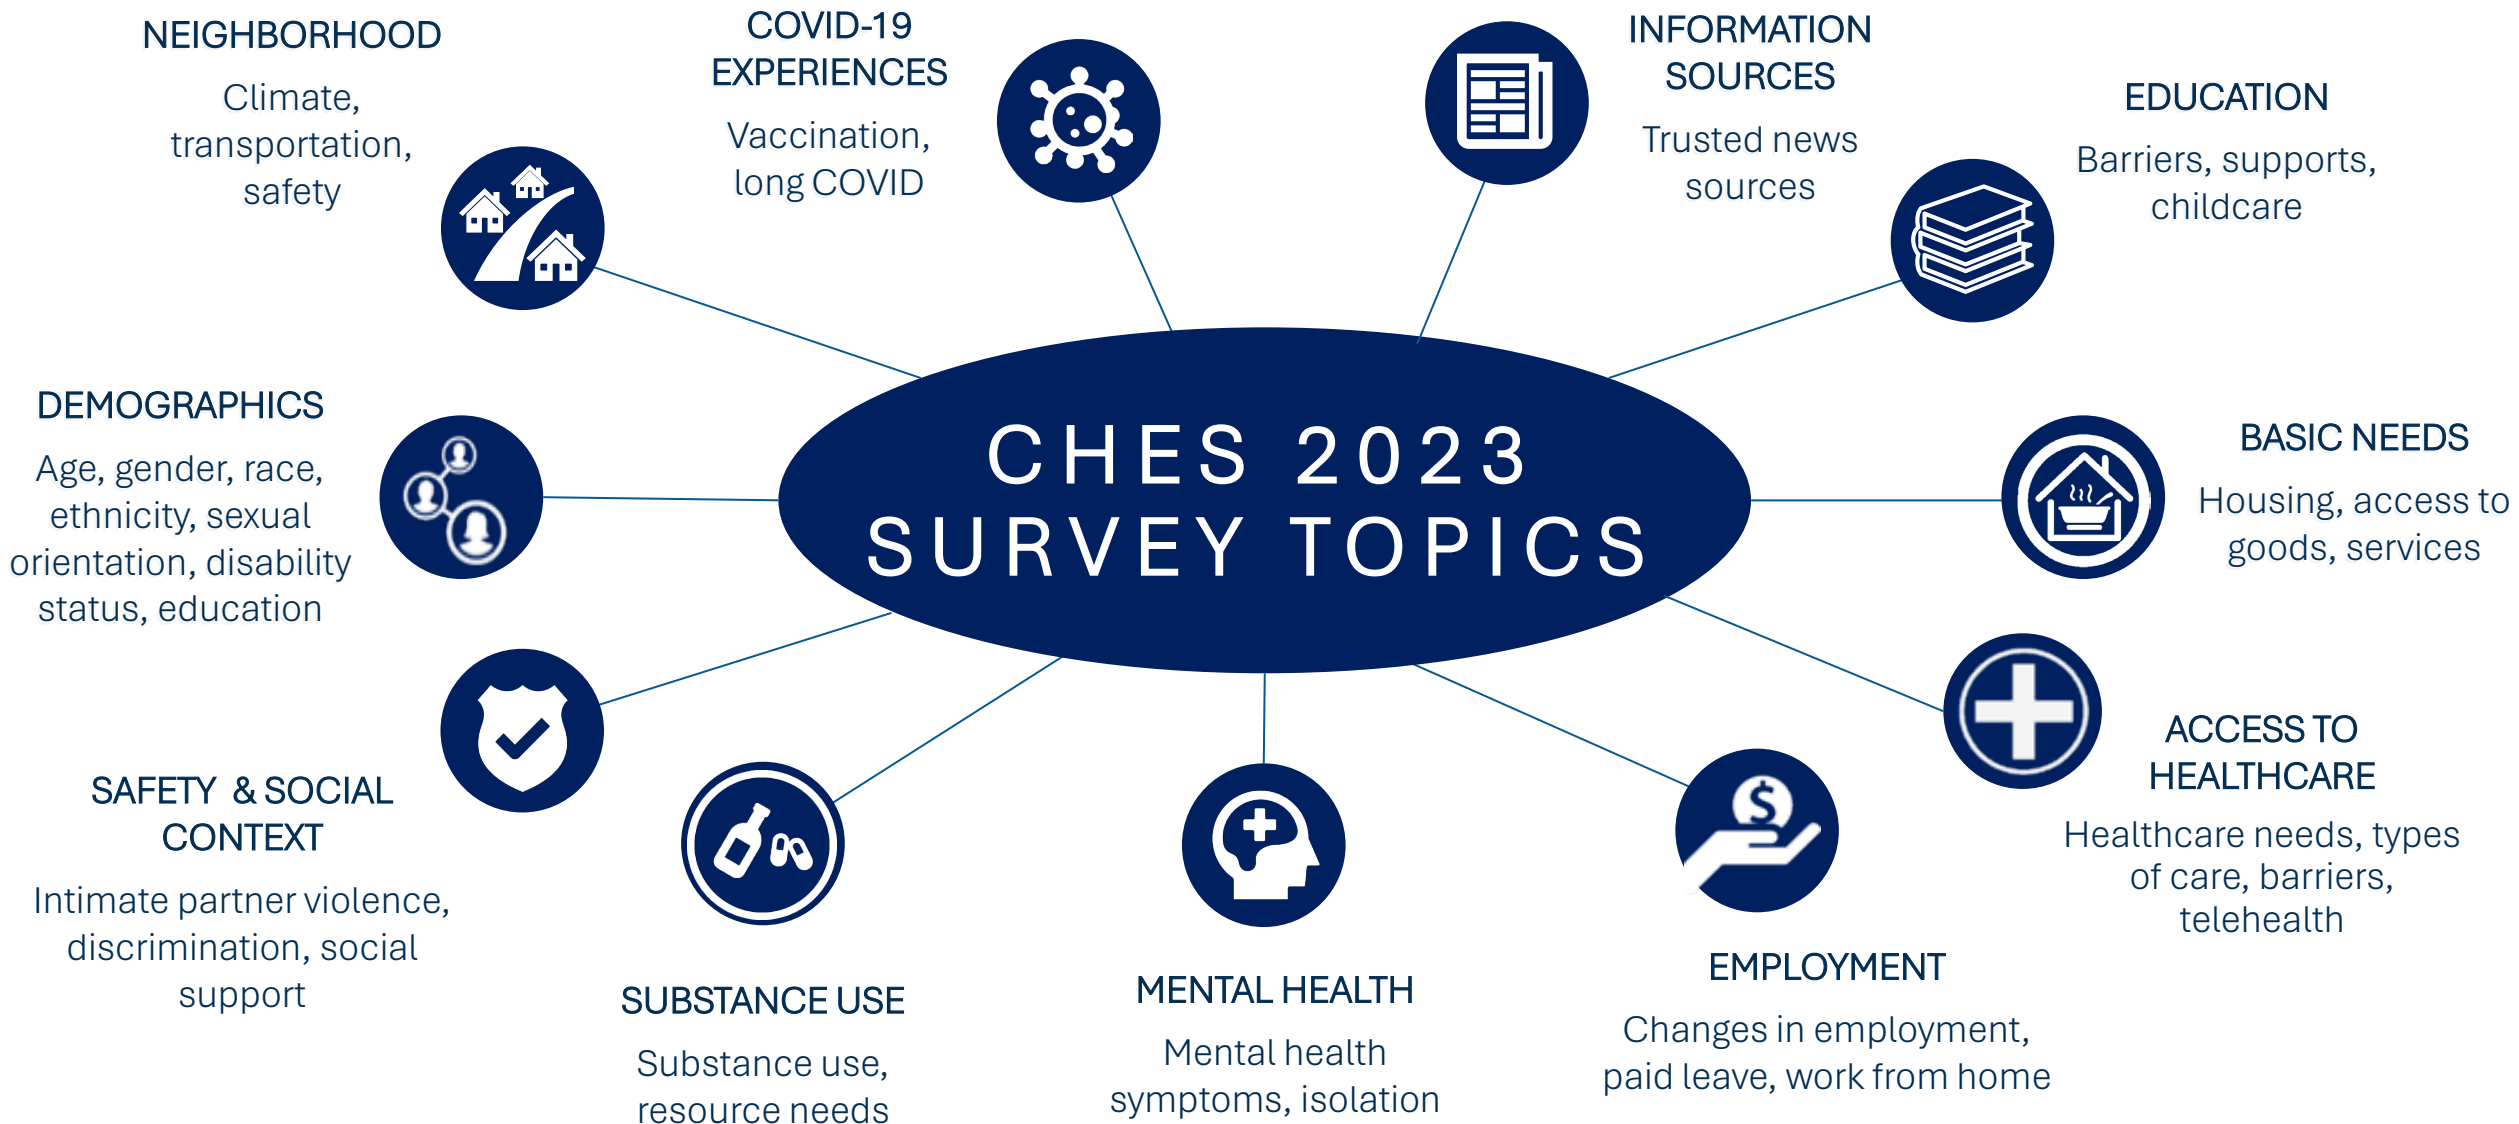 NEIGHBORHOOD
Climate,
transportation,
safety
COVID-19
EXPERIENCES
Vaccination,
long COVID
INFORMATION
SOURCES
Trusted news
sources
EDUCATION
Barriers, supports,
childcare
DEMOGRAPHICS
Age, gender, race,
ethnicity, sexual
orientation, disability
status, education
CHES 2023
SURVEY TOPICS
BASIC NEEDS
Housing, access to
goods, services
SAFETY & SOCIAL
CONTEXT
Intimate partner violence,
discrimination, social
support
SUBSTANCE USE
Substance use,
resource needs
MENTAL HEALTH
Mental health
symptoms, isolation
$
EMPLOYMENT
Changes in employment,
paid leave, work from home
ACCESS TO
HEALTHCARE
Healthcare needs, types
of care, barriers,
telehealth